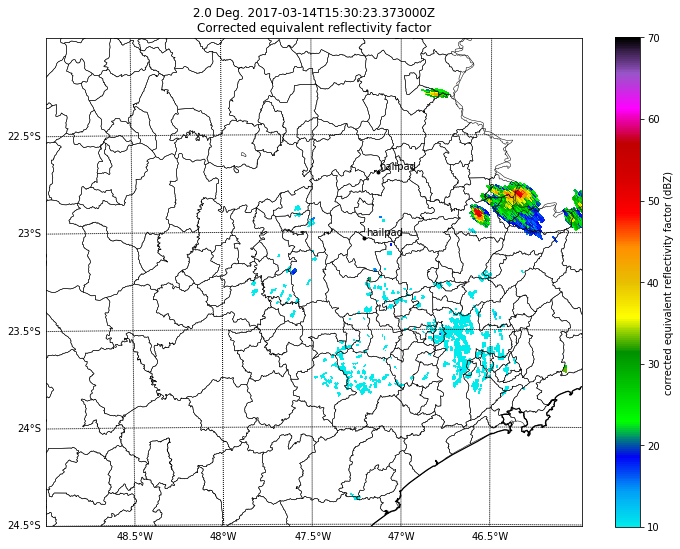 2.0 Deg. 2017-03-14T15:30:23.373000Z
Corrected equivalent reflectivity factor
70
60
50
40
30
20
10
corrected equivalent reflectivity factor (dBZ)
22.5°S
23°S
23.5°S
24°S
24.5°S
hailpad
hailpad
48.5°W
48°W
47.5°W
47°W
46.5°W